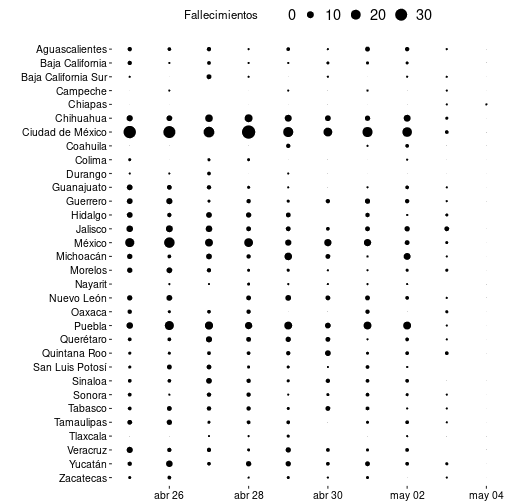 Fallecimientos 0 10 20 30
Aguascalientes
Baja California
Baja California Sur
Campeche
Chiapas
Chihuahua
Ciudad de México
Coahuila
Colima
Durango
Guanajuato
Guerrero
Hidalgo
Jalisco
México
Michoacán
Morelos
Nayarit
Nuevo León
Oaxaca
Puebla
Querétaro
Quintana Roo
San Luis Potosí
Sinaloa
Sonora
Tabasco
Tamaulipas
Tlaxcala
Veracruz
Yucatán
Zacatecas
abr 26 abr 28 abr 30 may 02 may 04